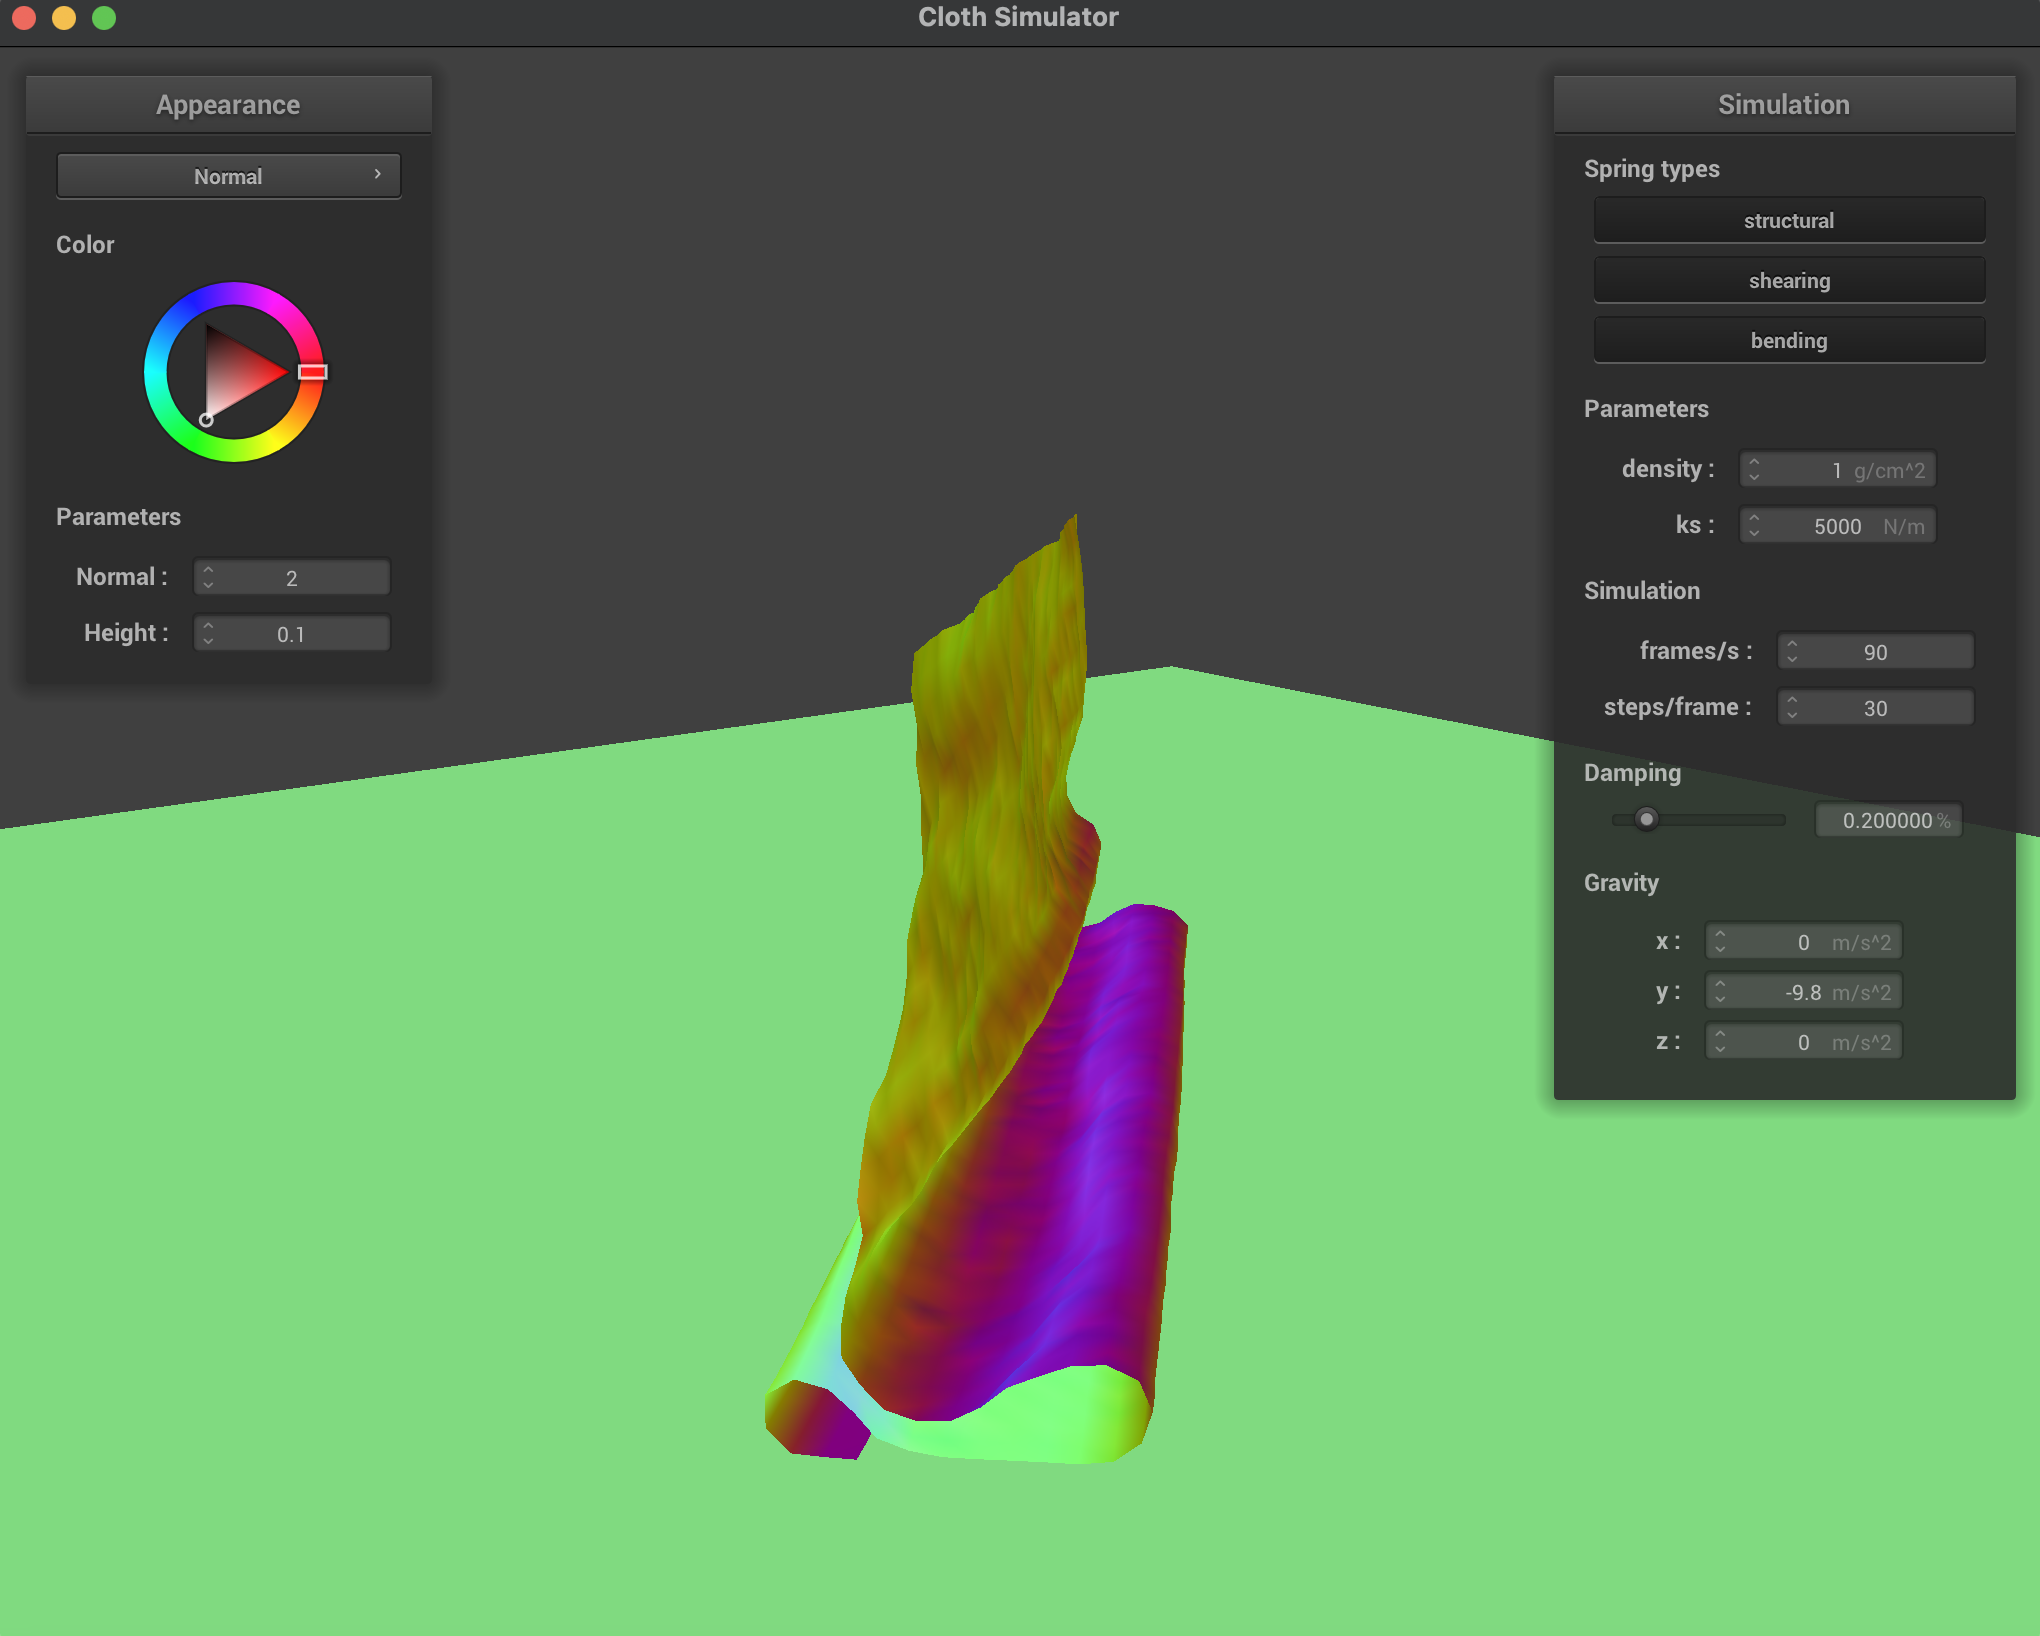 Cloth Simulator
Appearance
Normal
Color
Parameters
Normal : 2
Height : 0.1
Simulation
Spring types
structural
shearing
bending
Parameters
density : 1 g/cm^2
ks : 5000 N/m
Simulation
frames/s : 90
steps/frame : 30
Damping
0.200000 %
Gravity
x : 0 m/s^2
y : -9.8 m/s^2
z : 0 m/s^2